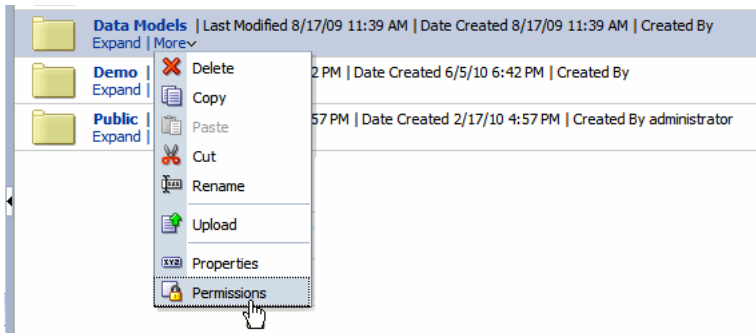 Data Models | Last Modified 8/17/09 11:39 AM | Date Created 8/17/09 11:39 AM | Created By
Expand | More
Demo | 2 PM | Date Created 6/5/10 6:42 PM | Created By
Expand |
Public | 57 PM | Date Created 2/17/10 4:57 PM | Created By administrator
Expand |
Delete
Copy
Paste
Cut
Rename
Upload
XYZ Properties
Permissions